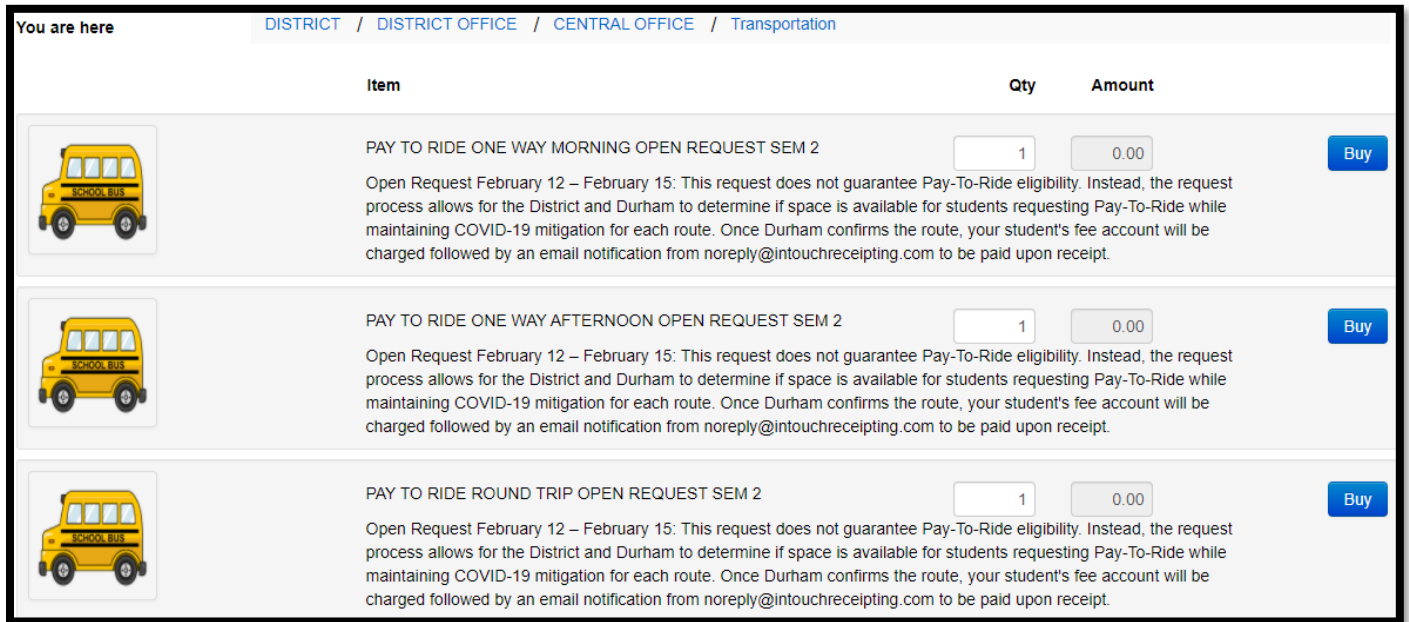 You are here DISTRICT / DISTRICT OFFICE / CENTRAL OFFICE / Transportation
Item Qty Amount
SCHOOL BUS
PAY TO RIDE ONE WAY MORNING OPEN REQUEST SEM 2 1 0.00 Buy
Open Request February 12 – February 15: This request does not guarantee Pay-To-Ride eligibility. Instead, the request
process allows for the District and Durham to determine if space is available for students requesting Pay-To-Ride while
maintaining COVID-19 mitigation for each route. Once Durham confirms the route, your student's fee account will be
charged followed by an email notification from noreply@intouchreceipting.com to be paid upon receipt.
SCHOOL BUS
PAY TO RIDE ONE WAY AFTERNOON OPEN REQUEST SEM 2 1 0.00 Buy
Open Request February 12 – February 15: This request does not guarantee Pay-To-Ride eligibility. Instead, the request
process allows for the District and Durham to determine if space is available for students requesting Pay-To-Ride while
maintaining COVID-19 mitigation for each route. Once Durham confirms the route, your student's fee account will be
charged followed by an email notification from noreply@intouchreceipting.com to be paid upon receipt.
SCHOOL BUS
PAY TO RIDE ROUND TRIP OPEN REQUEST SEM 2 1 0.00 Buy
Open Request February 12 – February 15: This request does not guarantee Pay-To-Ride eligibility. Instead, the request
process allows for the District and Durham to determine if space is available for students requesting Pay-To-Ride while
maintaining COVID-19 mitigation for each route. Once Durham confirms the route, your student's fee account will be
charged followed by an email notification from noreply@intouchreceipting.com to be paid upon receipt.